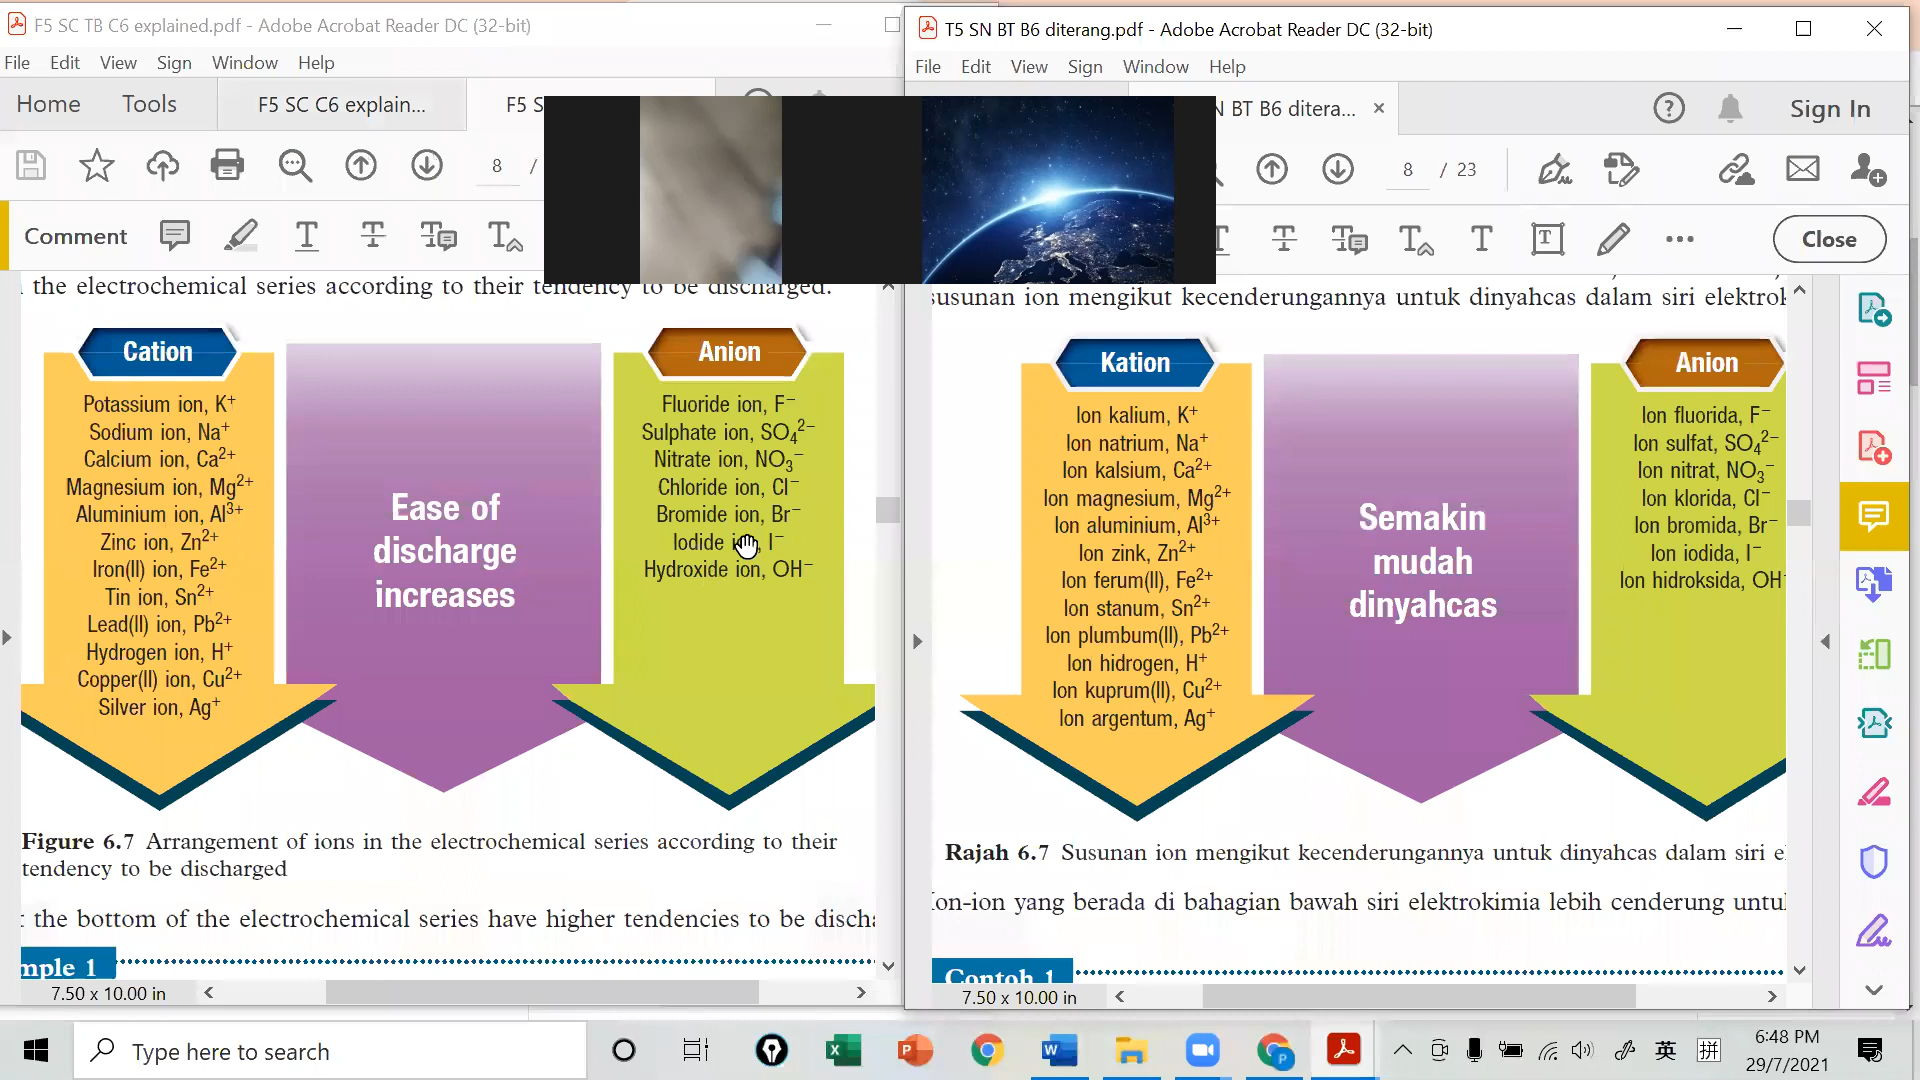 F5 SC TB C6 explained.pdf - Adobe Acrobat Reader DC (32-bit)
File Edit View Sign Window Help
Home Tools F5 SC C6 explain... F5 S
8 /
Comment
the electrochemical series according to their tendency to be discharged.
Cation
Potassium ion, K⁺
Sodium ion, Na⁺
Calcium ion, Ca²⁺
Magnesium ion, Mg²⁺
Aluminium ion, Al³⁺
Zinc ion, Zn²⁺
Iron(II) ion, Fe²⁺
Tin ion, Sn²⁺
Lead(II) ion, Pb²⁺
Hydrogen ion, H⁺
Copper(II) ion, Cu²⁺
Silver ion, Ag⁺
Ease of
discharge
increases
Anion
Fluoride ion, F⁻
Sulphate ion, SO₄²⁻
Nitrate ion, NO₃⁻
Chloride ion, Cl⁻
Bromide ion, Br⁻
Iodide ion, I⁻
Hydroxide ion, OH⁻
Figure 6.7 Arrangement of ions in the electrochemical series according to their
tendency to be discharged
the bottom of the electrochemical series have higher tendencies to be discha
mple 1
7.50 x 10.00 in
T5 SN BT B6 diterang.pdf - Adobe Acrobat Reader DC (32-bit)
File Edit View Sign Window Help
N BT B6 ditera... × Sign In
8 / 23
Close
susunan ion mengikut kecenderungannya untuk dinyahcas dalam siri elektrok
Kation
Ion kalium, K⁺
Ion natrium, Na⁺
Ion kalsium, Ca²⁺
Ion magnesium, Mg²⁺
Ion aluminium, Al³⁺
Ion zink, Zn²⁺
Ion ferum(II), Fe²⁺
Ion stanum, Sn²⁺
Ion plumbum(II), Pb²⁺
Ion hidrogen, H⁺
Ion kuprum(II), Cu²⁺
Ion argentum, Ag⁺
Semakin
mudah
dinyahcas
Anion
Ion fluorida, F⁻
Ion sulfat, SO₄²⁻
Ion nitrat, NO₃⁻
Ion klorida, Cl⁻
Ion bromida, Br⁻
Ion iodida, I⁻
Ion hidroksida, OH
Rajah 6.7 Susunan ion mengikut kecenderungannya untuk dinyahcas dalam siri el
Ion-ion yang berada di bahagian bawah siri elektrokimia lebih cenderung untu
Contoh 1
7.50 x 10.00 in
Type here to search
英 拼
6:48 PM
29/7/2021